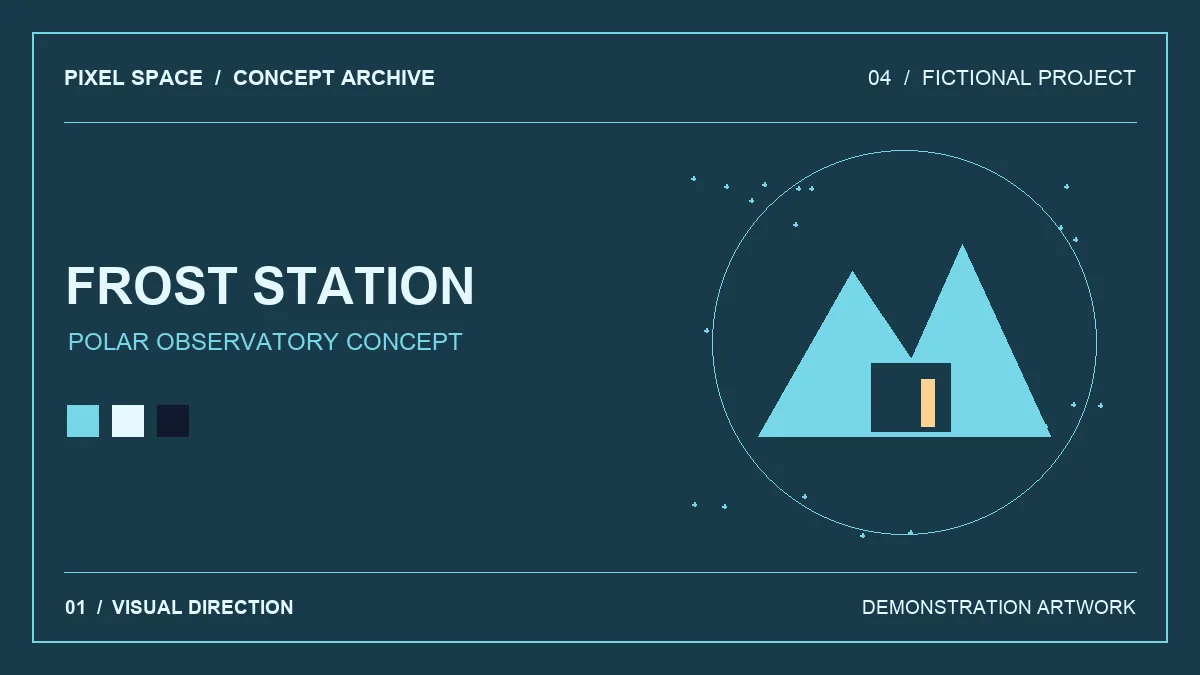 PIXEL SPACE / CONCEPT ARCHIVE
04 / FICTIONAL PROJECT
FROST STATION
POLAR OBSERVATORY CONCEPT
01 / VISUAL DIRECTION
DEMONSTRATION ARTWORK